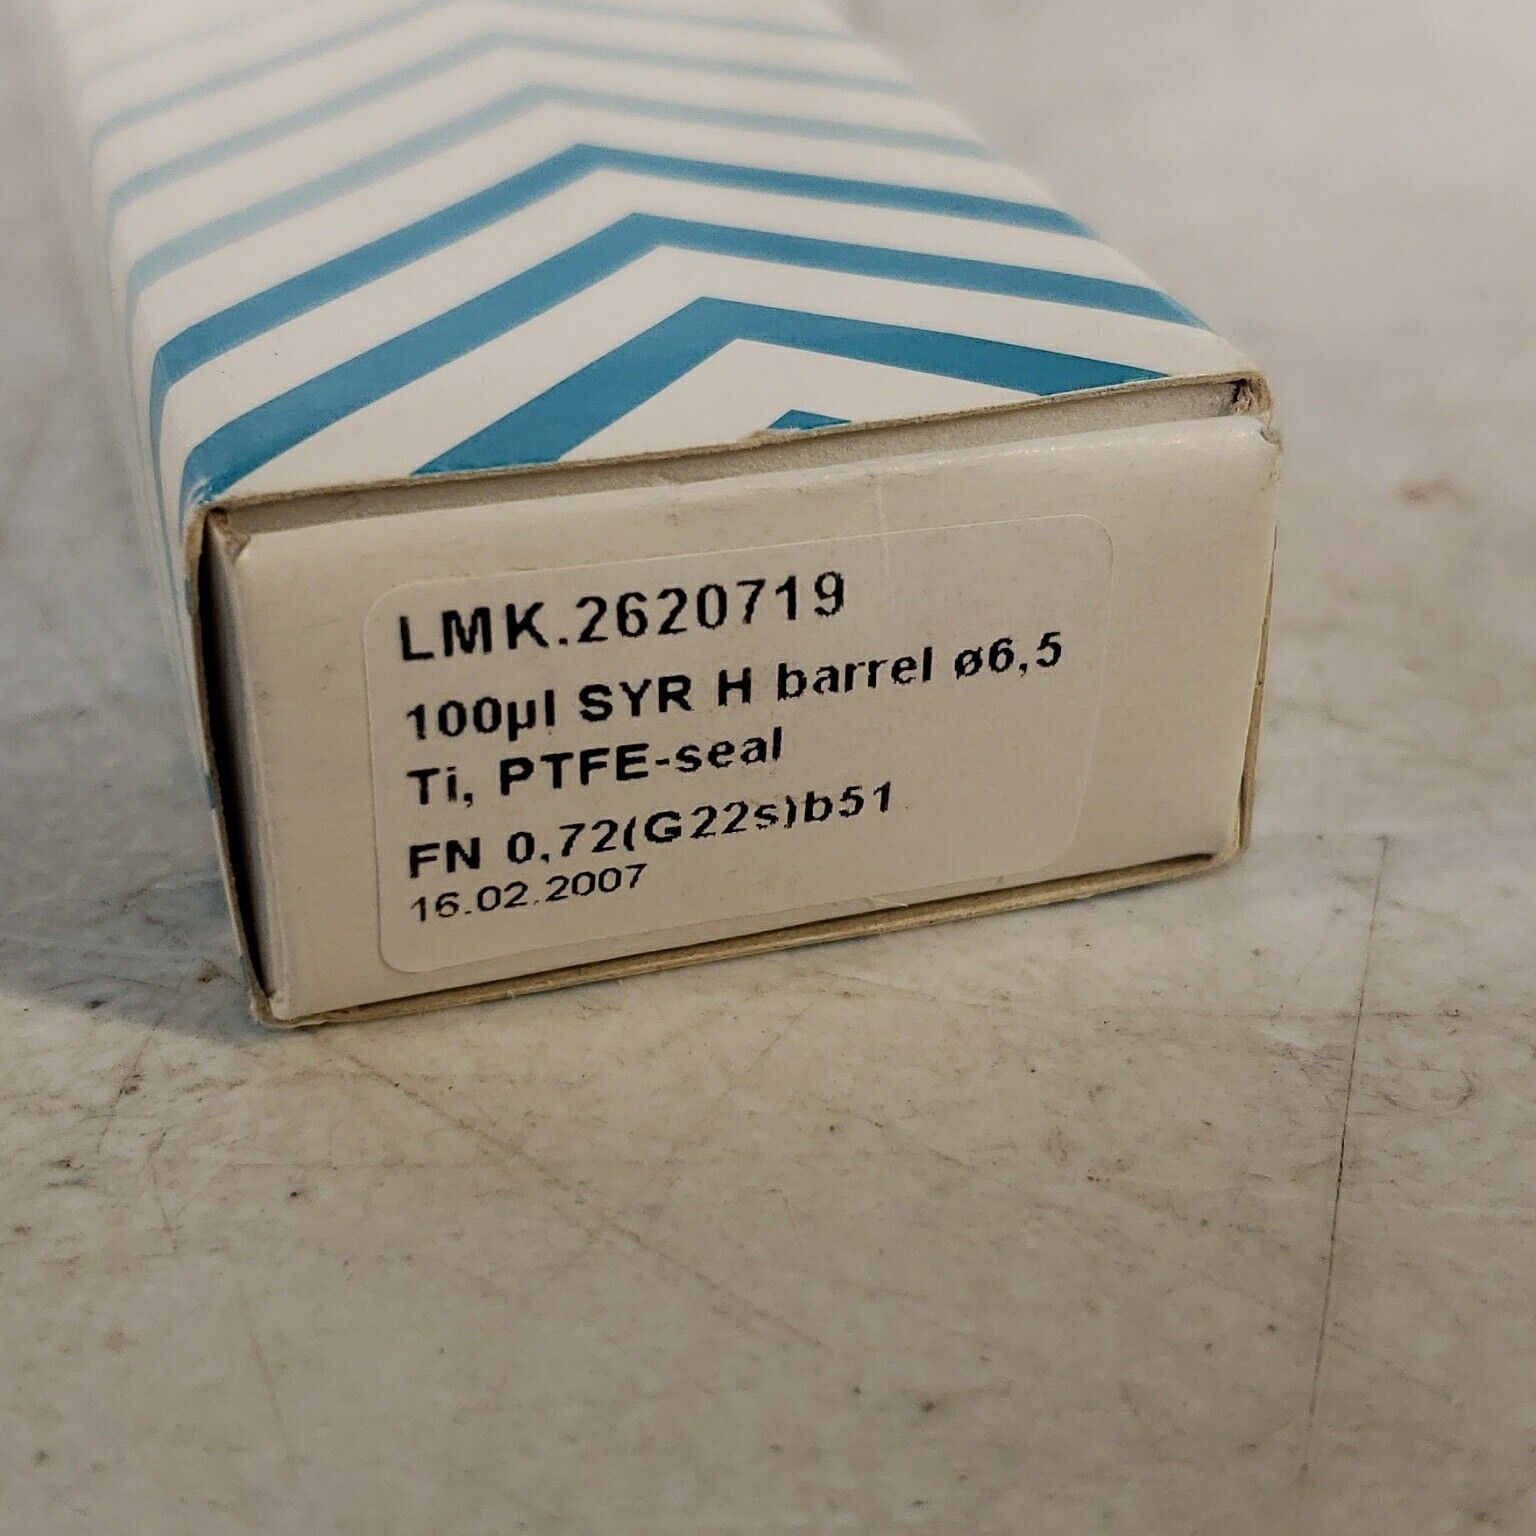 LMK.2620719
100µl SYR H barrel ø6,5
Ti, PTFE-seal
FN 0,72(G22s)b51
16.02.2007